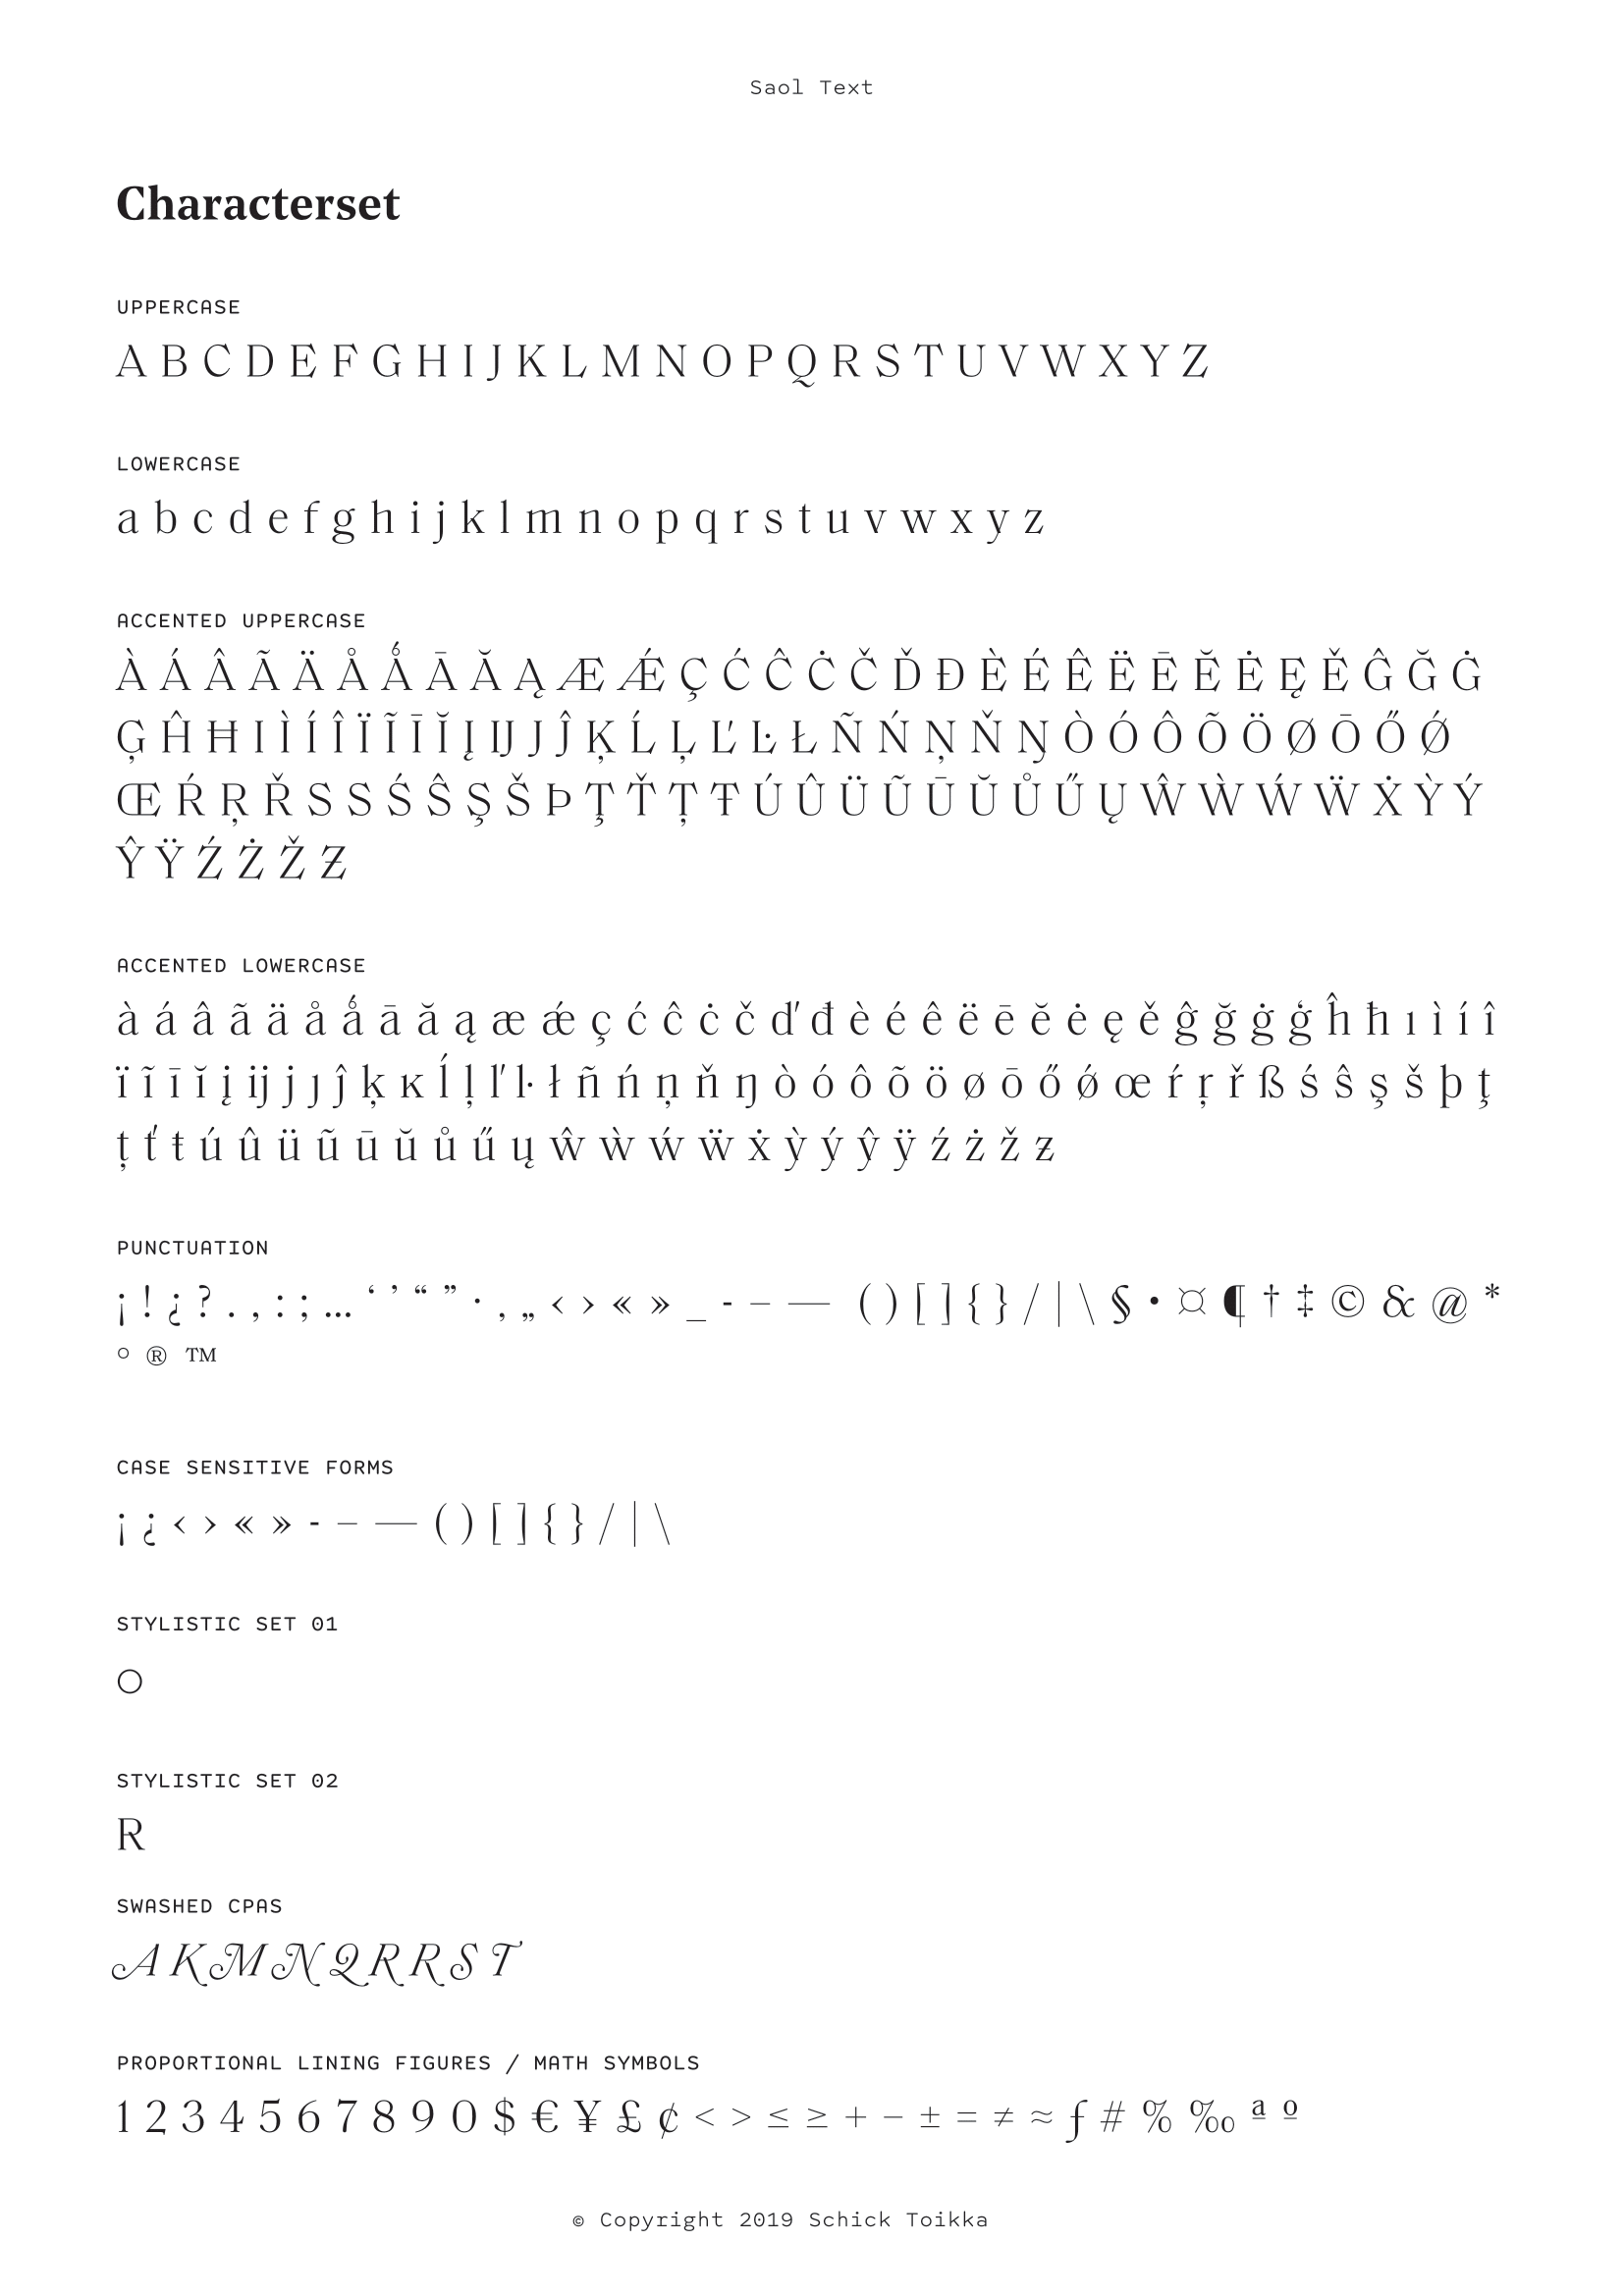 Saol Text
Characterset
UPPERCASE
A B C D E F G H I J K L M N O P Q R S T U V W X Y Z
LOWERCASE
a b c d e f g h i j k l m n o p q r s t u v w x y z
ACCENTED UPPERCASE
À Á Â Ã Ä Å Ǻ Ā Ă Ą Æ Ǽ Ç Ć Ĉ Ċ Č Ď Đ È É Ê Ë Ē Ĕ Ė Ę Ě Ĝ Ğ Ġ
Ģ Ĥ Ħ I Ì Í Î Ï Ĩ Ī Ĭ Į Ĳ J Ĵ Ķ Ĺ Ļ Ľ Ŀ Ł Ñ Ń Ņ Ň Ŋ Ò Ó Ô Õ Ö Ø Ō Ő Ǿ
Œ Ŕ Ŗ Ř S S Ś Ŝ Ş Š Þ Ţ Ť Ț Ŧ Ú Û Ü Ũ Ū Ŭ Ů Ű Ų Ŵ Ẁ Ẃ Ẅ Ẋ Ỳ Ý
Ŷ Ÿ Ź Ż Ž Ƶ
ACCENTED LOWERCASE
à á â ã ä å ǻ ā ă ą æ ǽ ç ć ĉ ċ č ď đ è é ê ë ē ĕ ė ę ě ĝ ğ ġ ģ ĥ ħ ı ì í î
ï ĩ ī ĭ į ĳ j ȷ ĵ ķ ĸ ĺ ļ ľ ŀ ł ñ ń ņ ň ŋ ò ó ô õ ö ø ō ő ǿ œ ŕ ŗ ř ß ś ŝ ş š þ ţ
ț ť ŧ ú û ü ũ ū ŭ ů ű ų ŵ ẁ ẃ ẅ ẋ ỳ ý ŷ ÿ ź ż ž ƶ
PUNCTUATION
¡ ! ¿ ? . , : ; … ‘ ’ “ ” · ‚ „ ‹ › « » _ - – — ( ) [ ] { } / | \ § • ¤ ¶ † ‡ © & @ *
° ® ™
CASE SENSITIVE FORMS
¡ ¿ ‹ › « » - – — ( ) [ ] { } / | \
STYLISTIC SET 01
○
STYLISTIC SET 02
R
SWASHED CPAS
A K M N Q R R S T
PROPORTIONAL LINING FIGURES / MATH SYMBOLS
1 2 3 4 5 6 7 8 9 0 $ € ¥ £ ¢ < > ≤ ≥ + − ± = ≠ ≈ ƒ # % ‰ ª º
© Copyright 2019 Schick Toikka